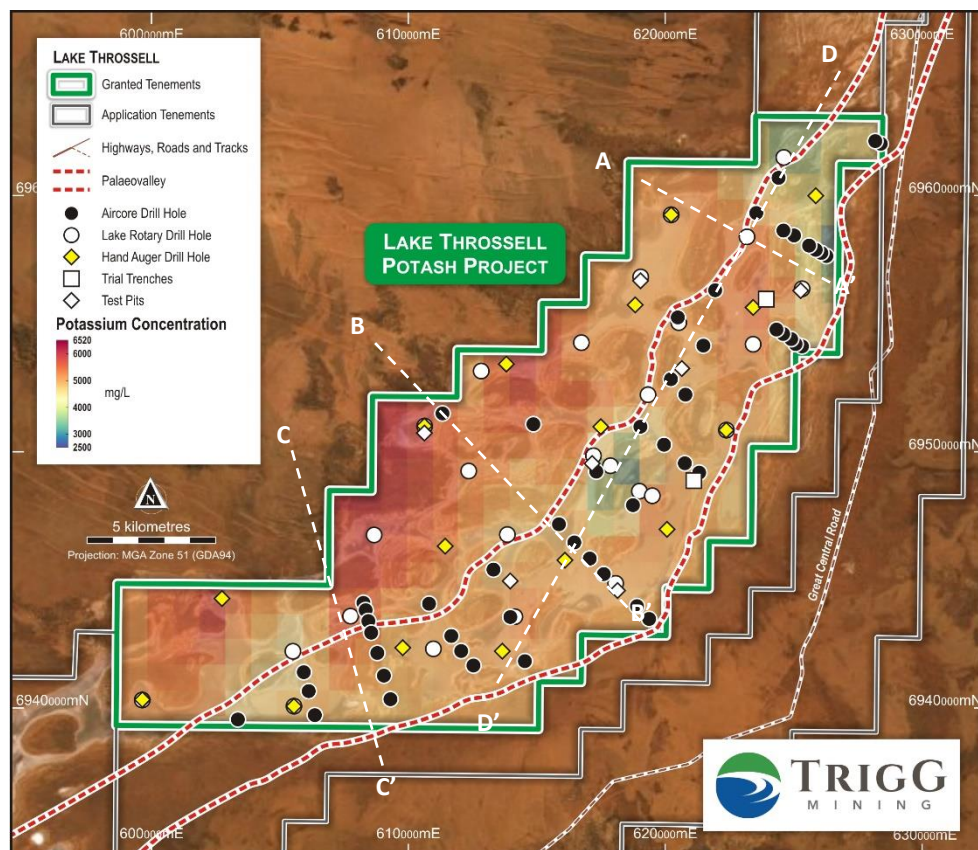 600000mE
610000mE
620000mE
630000mE
LAKE THROSSELL
Granted Tenements
Application Tenements
Highways, Roads and Tracks
Palaeovalley
Aircore Drill Hole
Lake Rotary Drill Hole
Hand Auger Drill Hole
Trial Trenches
Test Pits
Potassium Concentration
6520
6000
5000
4000
3000
2500
mg/L
N
5 kilometres
Projection: MGA Zone 51 (GDA94)
D
A
6960000mN
LAKE THROSSELL
POTASH PROJECT
B
C
6950000mN
Great Central Road
B'
6940000mN
6940000mN
D'
C'
TRIGG
MINING
600000mE
610000mE
620000mE
630000mE